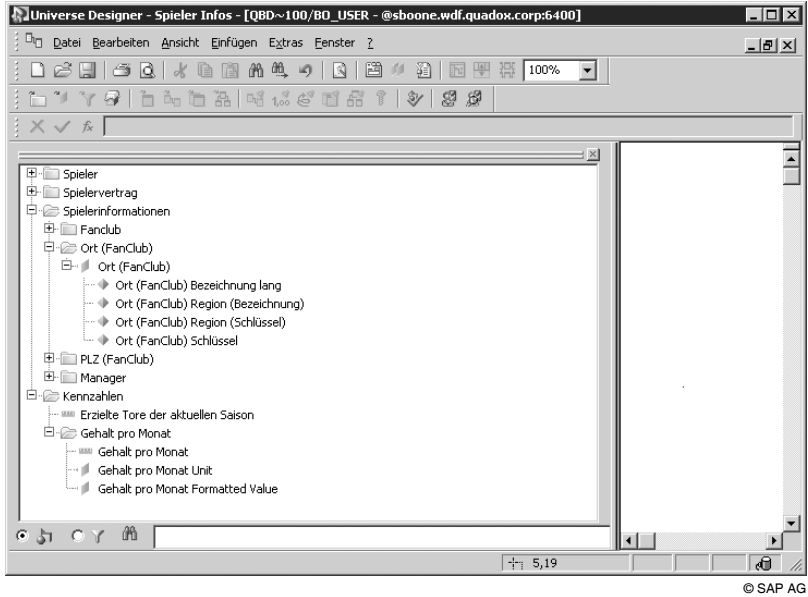 Universe Designer - Spieler Infos - [QBD~100/BO_USER - @sboone.wdf.quadox.corp:6400]
Datei Bearbeiten Ansicht Einfügen Extras Fenster ?
100%
Spieler
Spielervertrag
Spielerinformationen
Fanclub
Ort (FanClub)
Ort (FanClub)
Ort (FanClub) Bezeichnung lang
Ort (FanClub) Region (Bezeichnung)
Ort (FanClub) Region (Schlüssel)
Ort (FanClub) Schlüssel
PLZ (FanClub)
Manager
Kennzahlen
Erzielte Tore der aktuellen Saison
Gehalt pro Monat
Gehalt pro Monat
Gehalt pro Monat Unit
Gehalt pro Monat Formatted Value
5,19
© SAP AG